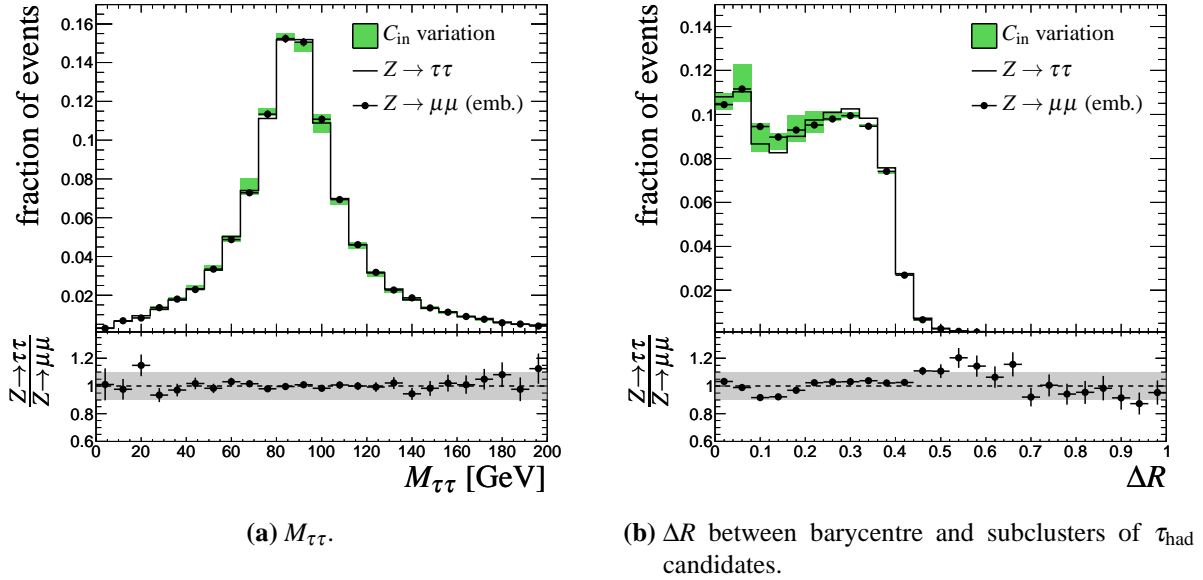 fraction of events
0.16
0.14
0.12
0.1
0.08
0.06
0.04
0.02
C_in variation
Z → ττ
Z → μμ (emb.)
Z→ττ
Z→μμ
1.2
1
0.8
0.6
0 20 40 60 80 100 120 140 160 180 200
M_ττ [GeV]
(a) M_ττ.
fraction of events
0.14
0.12
0.1
0.08
0.06
0.04
0.02
C_in variation
Z → ττ
Z → μμ (emb.)
Z→ττ
Z→μμ
1.2
1
0.8
0.6
0 0.1 0.2 0.3 0.4 0.5 0.6 0.7 0.8 0.9 1
ΔR
(b) ΔR between barycentre and subclusters of τ_had
candidates.